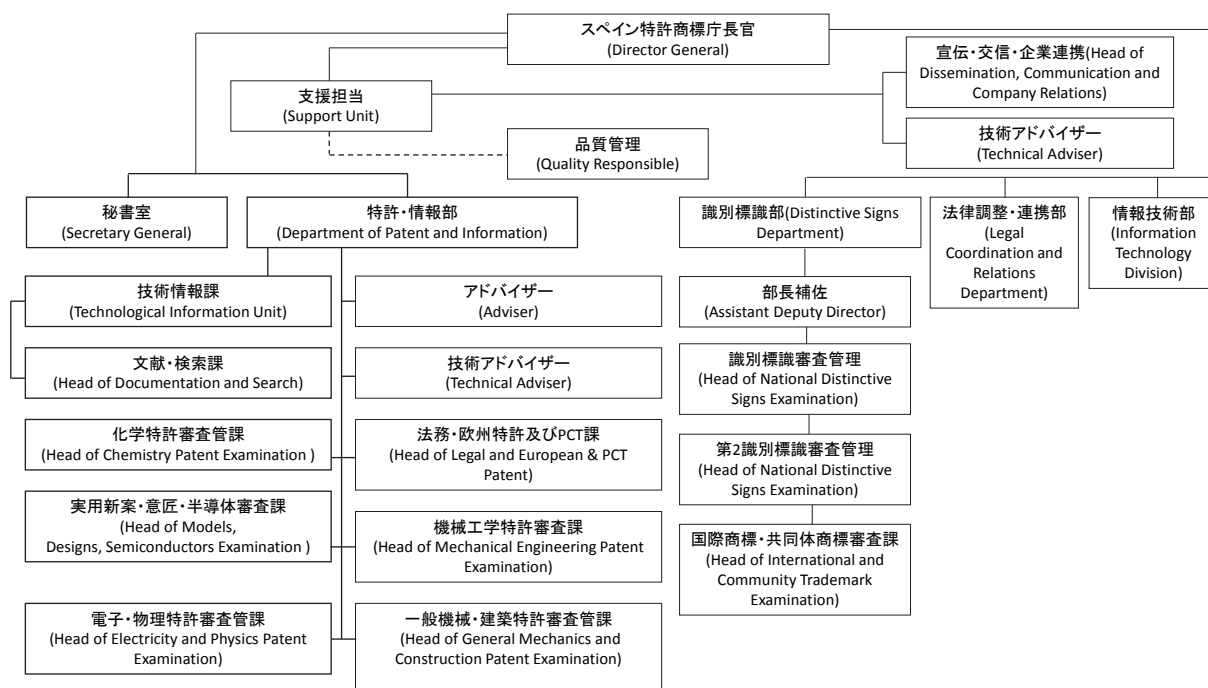 スペイン特許商標庁長官
(Director General)
宣伝・交信・企業連携(Head of
Dissemination, Communication and
Company Relations)
支援担当
(Support Unit)
技術アドバイザー
(Technical Adviser)
品質管理
(Quality Responsible)
秘書室
(Secretary General)
特許・情報部
(Department of Patent and Information)
識別標識部(Distinctive Signs
Department)
法律調整・連携部
(Legal
Coordination and
Relations
Department)
情報技術部
(Information
Technology
Division)
技術情報課
(Technological Information Unit)
アドバイザー
(Adviser)
部長補佐
(Assistant Deputy Director)
文献・検索課
(Head of Documentation and Search)
技術アドバイザー
(Technical Adviser)
識別標識審査管理
(Head of National Distinctive
Signs Examination)
化学特許審査管課
(Head of Chemistry Patent Examination )
法務・欧州特許及びPCT課
(Head of Legal and European & PCT
Patent)
第2識別標識審査管理
(Head of National Distinctive
Signs Examination)
実用新案・意匠・半導体審査課
(Head of Models,
Designs, Semiconductors Examination )
機械工学特許審査課
(Head of Mechanical Engineering Patent
Examination)
国際商標・共同体商標審査課
(Head of International and
Community Trademark
Examination)
電子・物理特許審査管課
(Head of Electricity and Physics Patent
Examination)
一般機械・建築特許審査管課
(Head of General Mechanics and
Construction Patent Examination)